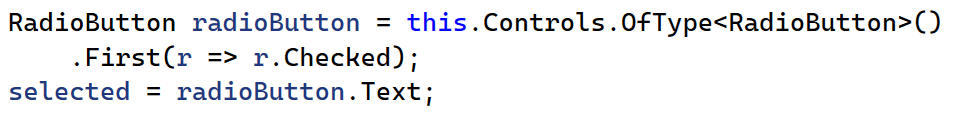 RadioButton radioButton = this.Controls.OfType<RadioButton>()
    .First(r => r.Checked);
selected = radioButton.Text;